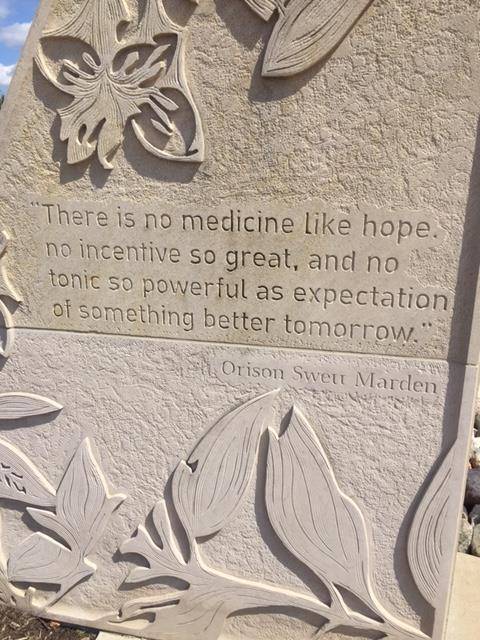 "There is no medicine like hope.
no incentive so great, and no
tonic so powerful as expectation
of something better tomorrow."
Orison Swett Marden